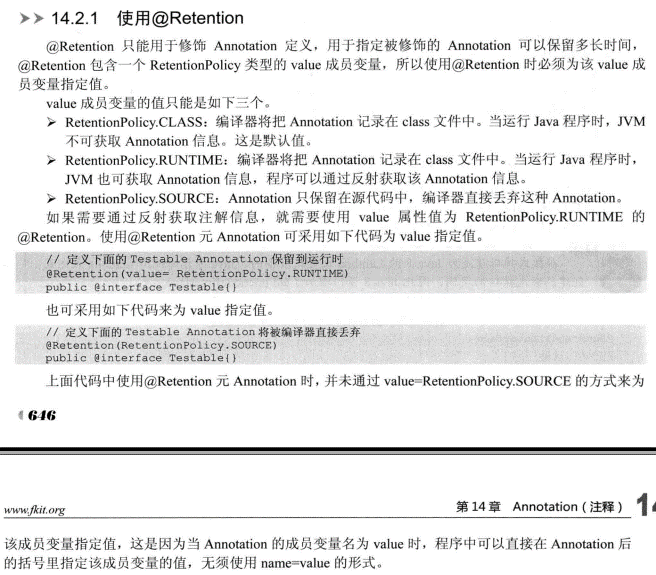 >> 14.2.1 使用@Retention
@Retention 只能用于修饰 Annotation 定义，用于指定被修饰的 Annotation 可以保留多长时间，
@Retention 包含一个 RetentionPolicy 类型的 value 成员变量，所以使用@Retention 时必须为该 value 成
员变量指定值。
value 成员变量的值只能是如下三个。
➢ RetentionPolicy.CLASS：编译器将把 Annotation 记录在 class 文件中。当运行 Java 程序时，JVM
不可获取 Annotation 信息。这是默认值。
➢ RetentionPolicy.RUNTIME：编译器将把 Annotation 记录在 class 文件中。当运行 Java 程序时，
JVM 也可获取 Annotation 信息，程序可以通过反射获取该 Annotation 信息。
➢ RetentionPolicy.SOURCE：Annotation 只保留在源代码中，编译器直接丢弃这种 Annotation。
如果需要通过反射获取注解信息，就需要使用 value 属性值为 RetentionPolicy.RUNTIME 的
@Retention。使用@Retention 元 Annotation 可采用如下代码为 value 指定值。
// 定义下面的 Testable Annotation 保留到运行时
@Retention(value= RetentionPolicy.RUNTIME)
public @interface Testable{}
也可采用如下代码来为 value 指定值。
// 定义下面的 Testable Annotation 将被编译器直接丢弃
@Retention(RetentionPolicy.SOURCE)
public @interface Testable{}
上面代码中使用@Retention 元 Annotation 时，并未通过 value=RetentionPolicy.SOURCE 的方式来为
646
www.fkit.org 第 14 章 Annotation（注释） 14
该成员变量指定值，这是因为当 Annotation 的成员变量名为 value 时，程序中可以直接在 Annotation 后
的括号里指定该成员变量的值，无须使用 name=value 的形式。